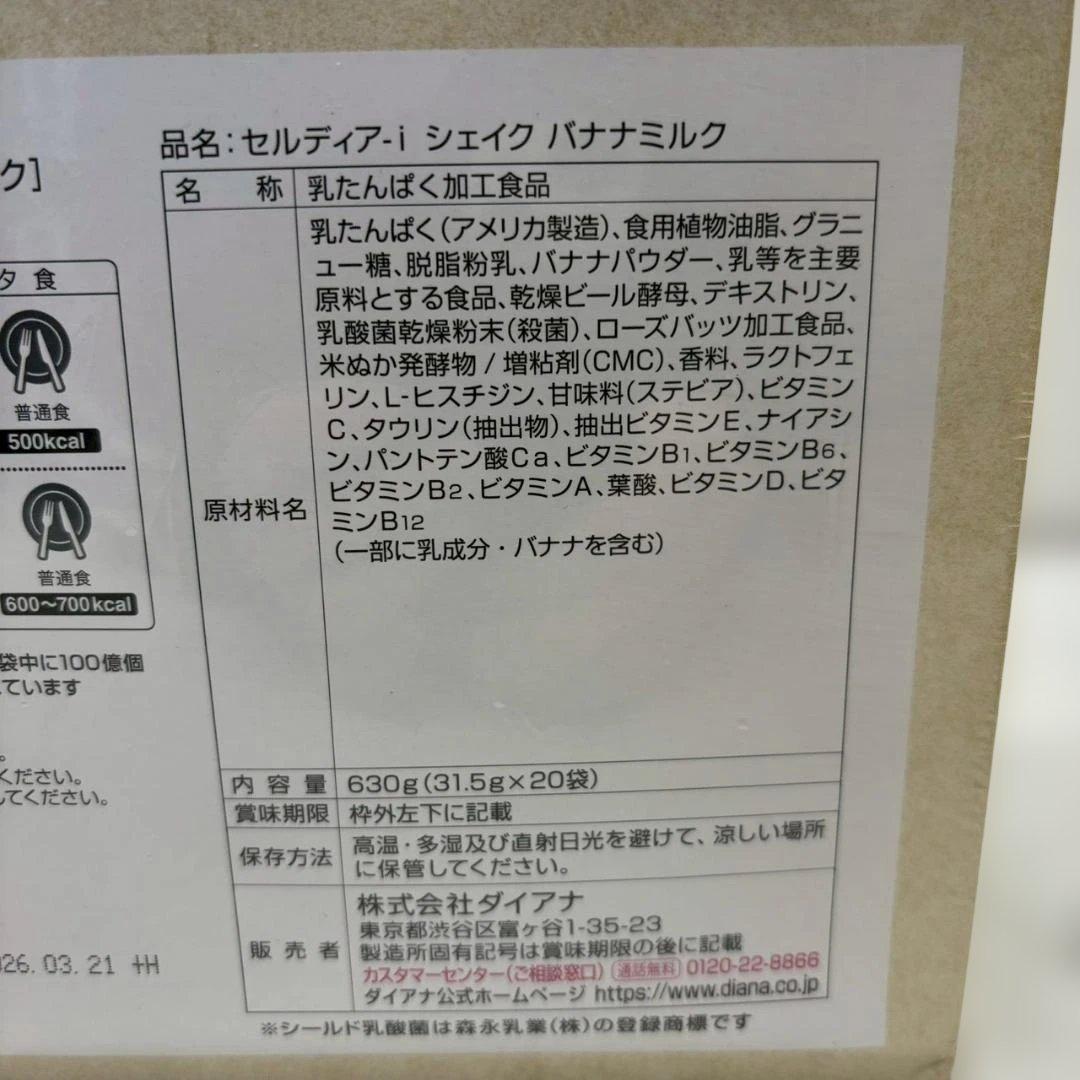 ク]
夕食
普通食
500kcal
普通食
600〜700kcal
袋中に100億個
ています
ください。
してください。
26.03.21 +H
品名：セルディア-i シェイク バナナミルク
名称 乳たんぱく加工食品
原材料名
乳たんぱく（アメリカ製造）、食用植物油脂、グラニ
ュー糖、脱脂粉乳、バナナパウダー、乳等を主要
原料とする食品、乾燥ビール酵母、デキストリン、
乳酸菌乾燥粉末（殺菌）、ローズバッツ加工食品、
米ぬか発酵物 / 増粘剤（CMC）、香料、ラクトフェ
リン、L-ヒスチジン、甘味料（ステビア）、ビタミン
C、タウリン（抽出物）、抽出ビタミンE、ナイアシ
ン、パントテン酸Ca、ビタミンB1、ビタミンB6、
ビタミンB2、ビタミンA、葉酸、ビタミンD、ビタ
ミンB12
（一部に乳成分・バナナを含む）
内容量 630g（31.5g×20袋）
賞味期限 枠外左下に記載
保存方法 高温・多湿及び直射日光を避けて、涼しい場所
に保管してください。
販売者
株式会社ダイアナ
東京都渋谷区富ヶ谷1-35-23
製造所固有記号は賞味期限の後に記載
カスタマーセンター（ご相談窓口） 通話無料 0120-22-8866
ダイアナ公式ホームページ https://www.diana.co.jp
※シールド乳酸菌は森永乳業（株）の登録商標です